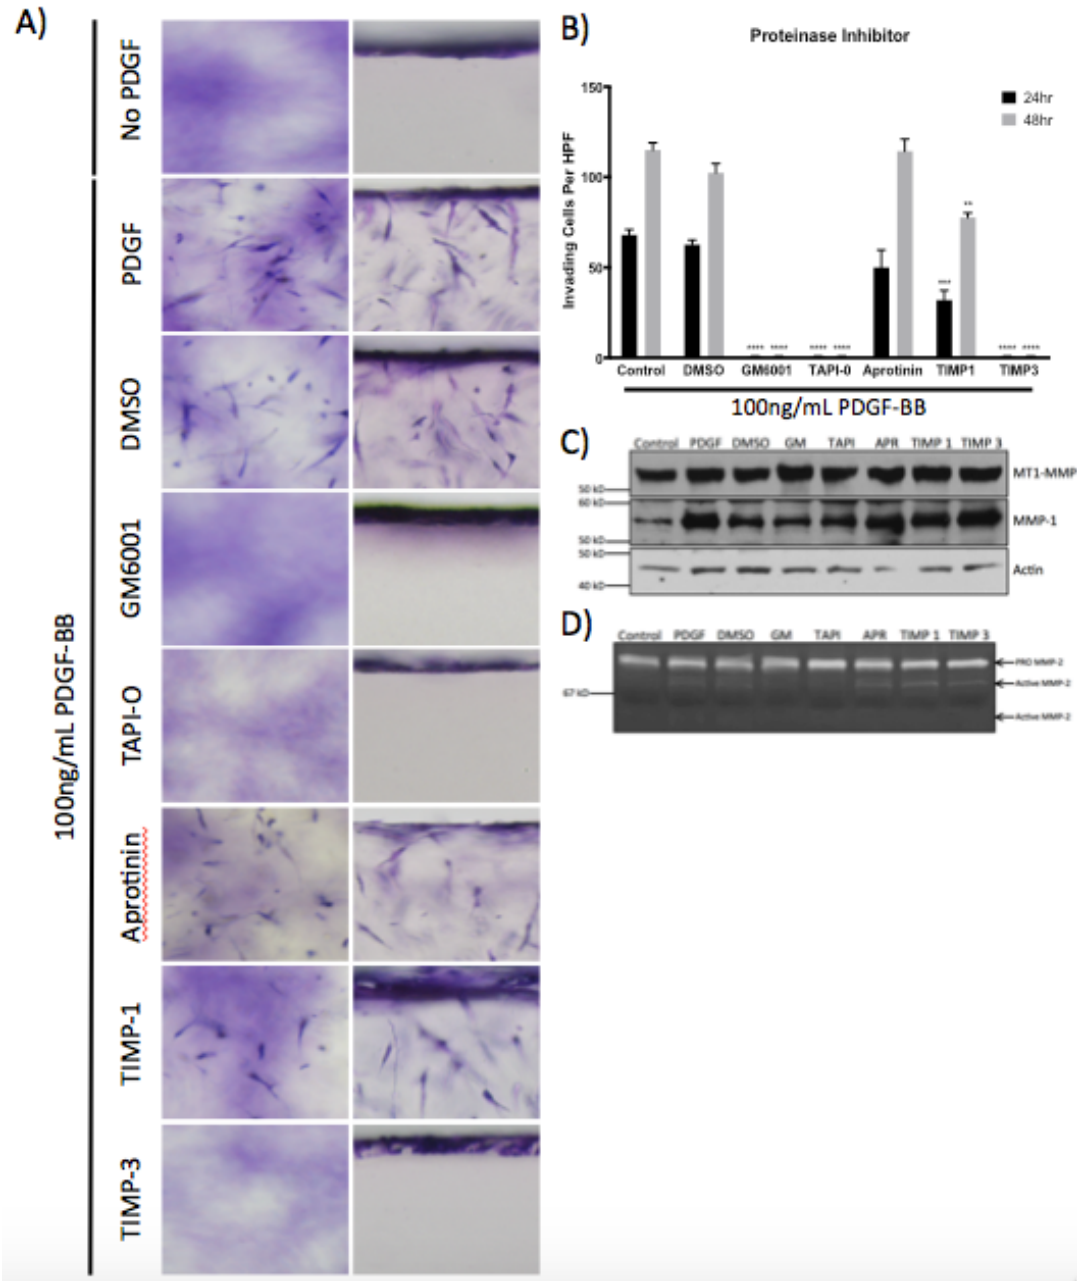 A)
No PDGF
PDGF
DMSO
GM6001
TAPI-O
Aprotinin
TIMP-1
TIMP-3
100ng/mL PDGF-BB
B)
Proteinase Inhibitor
24hr
48hr
Invading Cells Per HPF
150
100
50
0
**** **** **** **** *** ** **** ****
Control DMSO GM6001 TAPI-0 Aprotinin TIMP1 TIMP3
100ng/mL PDGF-BB
C)
Control PDGF DMSO GM TAPI APR TIMP 1 TIMP 3
MT1-MMP
50 kD
60 kD
MMP-1
50 kD
50 kD
Actin
40 kD
D)
Control PDGF DMSO GM TAPI APR TIMP 1 TIMP 3
PRO MMP-2
Active MMP-2
67 kD
Active MMP-2